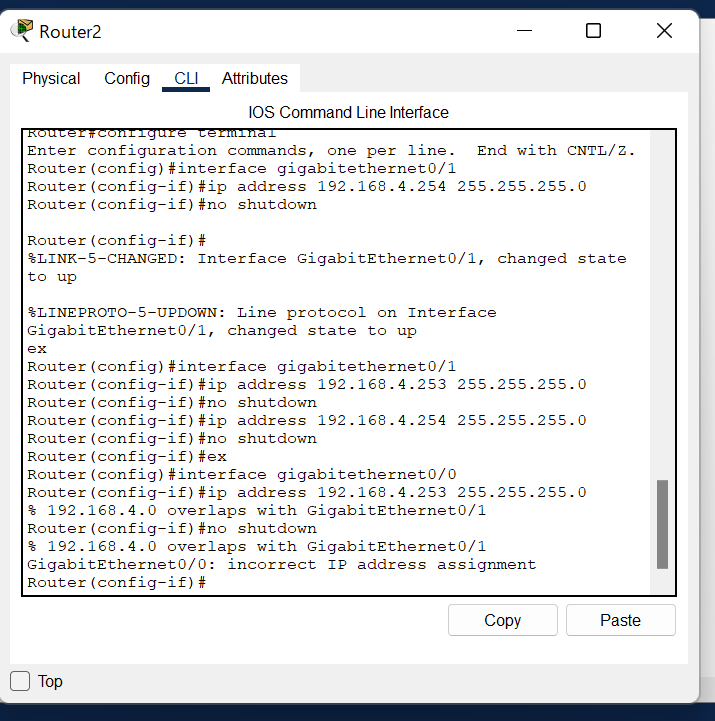 Router2
Physical Config CLI Attributes
IOS Command Line Interface
Router#configure terminal
Enter configuration commands, one per line.  End with CNTL/Z.
Router(config)#interface gigabitethernet0/1
Router(config-if)#ip address 192.168.4.254 255.255.255.0
Router(config-if)#no shutdown
Router(config-if)#
%LINK-5-CHANGED: Interface GigabitEthernet0/1, changed state
to up
%LINEPROTO-5-UPDOWN: Line protocol on Interface
GigabitEthernet0/1, changed state to up
ex
Router(config)#interface gigabitethernet0/1
Router(config-if)#ip address 192.168.4.253 255.255.255.0
Router(config-if)#no shutdown
Router(config-if)#ip address 192.168.4.254 255.255.255.0
Router(config-if)#no shutdown
Router(config-if)#ex
Router(config)#interface gigabitethernet0/0
Router(config-if)#ip address 192.168.4.253 255.255.255.0
% 192.168.4.0 overlaps with GigabitEthernet0/1
Router(config-if)#no shutdown
% 192.168.4.0 overlaps with GigabitEthernet0/1
GigabitEthernet0/0: incorrect IP address assignment
Router(config-if)#
Copy Paste
Top